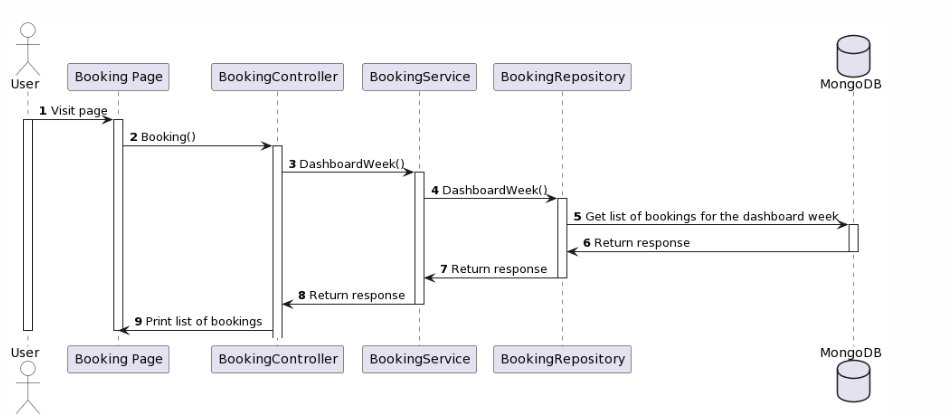 User
Booking Page
BookingController
BookingService
BookingRepository
MongoDB
1 Visit page
2 Booking()
3 DashboardWeek()
4 DashboardWeek()
5 Get list of bookings for the dashboard week
6 Return response
7 Return response
8 Return response
9 Print list of bookings
User
Booking Page
BookingController
BookingService
BookingRepository
MongoDB